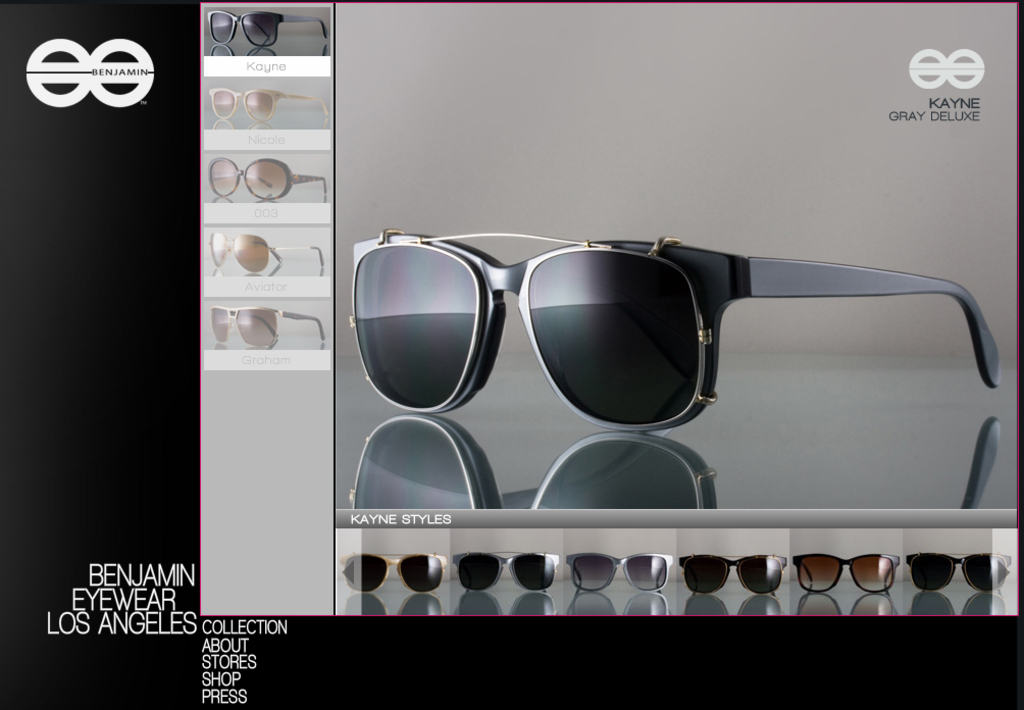 BENJAMIN
TM
Kayne
Nicole
003
Aviator
Graham
KAYNE
GRAY DELUXE
KAYNE STYLES
BENJAMIN
EYEWEAR
LOS ANGELES
COLLECTION
ABOUT
STORES
SHOP
PRESS